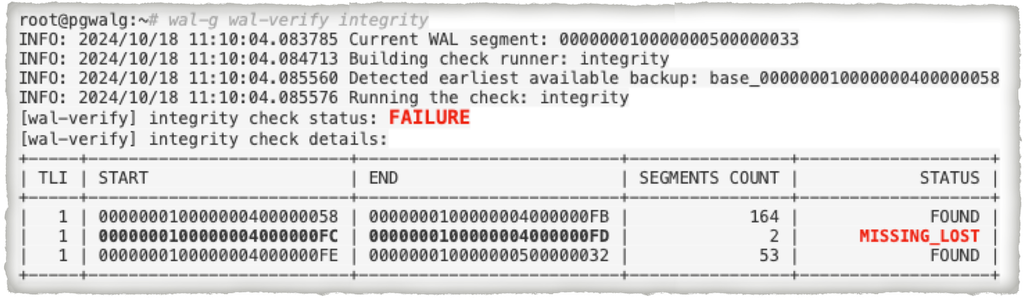 root@pgwalg:~# wal-g wal-verify integrity
INFO: 2024/10/18 11:10:04.083785 Current WAL segment: 000000010000000500000033
INFO: 2024/10/18 11:10:04.084713 Building check runner: integrity
INFO: 2024/10/18 11:10:04.085560 Detected earliest available backup: base_000000010000000400000058
INFO: 2024/10/18 11:10:04.085576 Running the check: integrity
[wal-verify] integrity check status: FAILURE
[wal-verify] integrity check details:
+-----+--------------------------+--------------------------+----------------+--------------------+
| TLI | START | END | SEGMENTS COUNT | STATUS |
+-----+--------------------------+--------------------------+----------------+--------------------+
| 1 | 000000010000000400000058 | 0000000100000004000000FB | 164 | FOUND |
| 1 | 0000000100000004000000FC | 0000000100000004000000FD | 2 | MISSING_LOST |
| 1 | 0000000100000004000000FE | 000000010000000500000032 | 53 | FOUND |
+-----+--------------------------+--------------------------+----------------+--------------------+